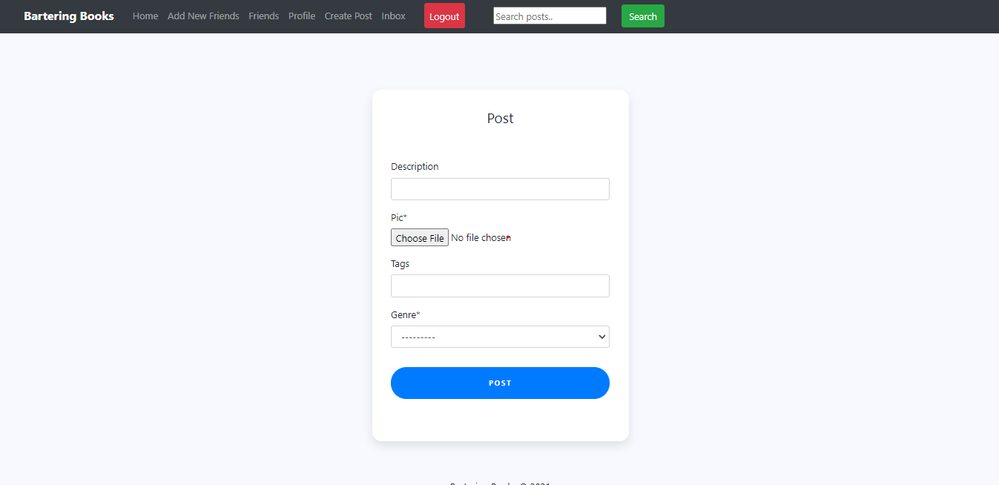 Bartering Books Home Add New Friends Friends Profile Create Post Inbox Logout Search posts.. Search
Post
Description
Pic*
Choose File No file chosen
Tags
Genre*
---------
POST
Bartering Books © 2021